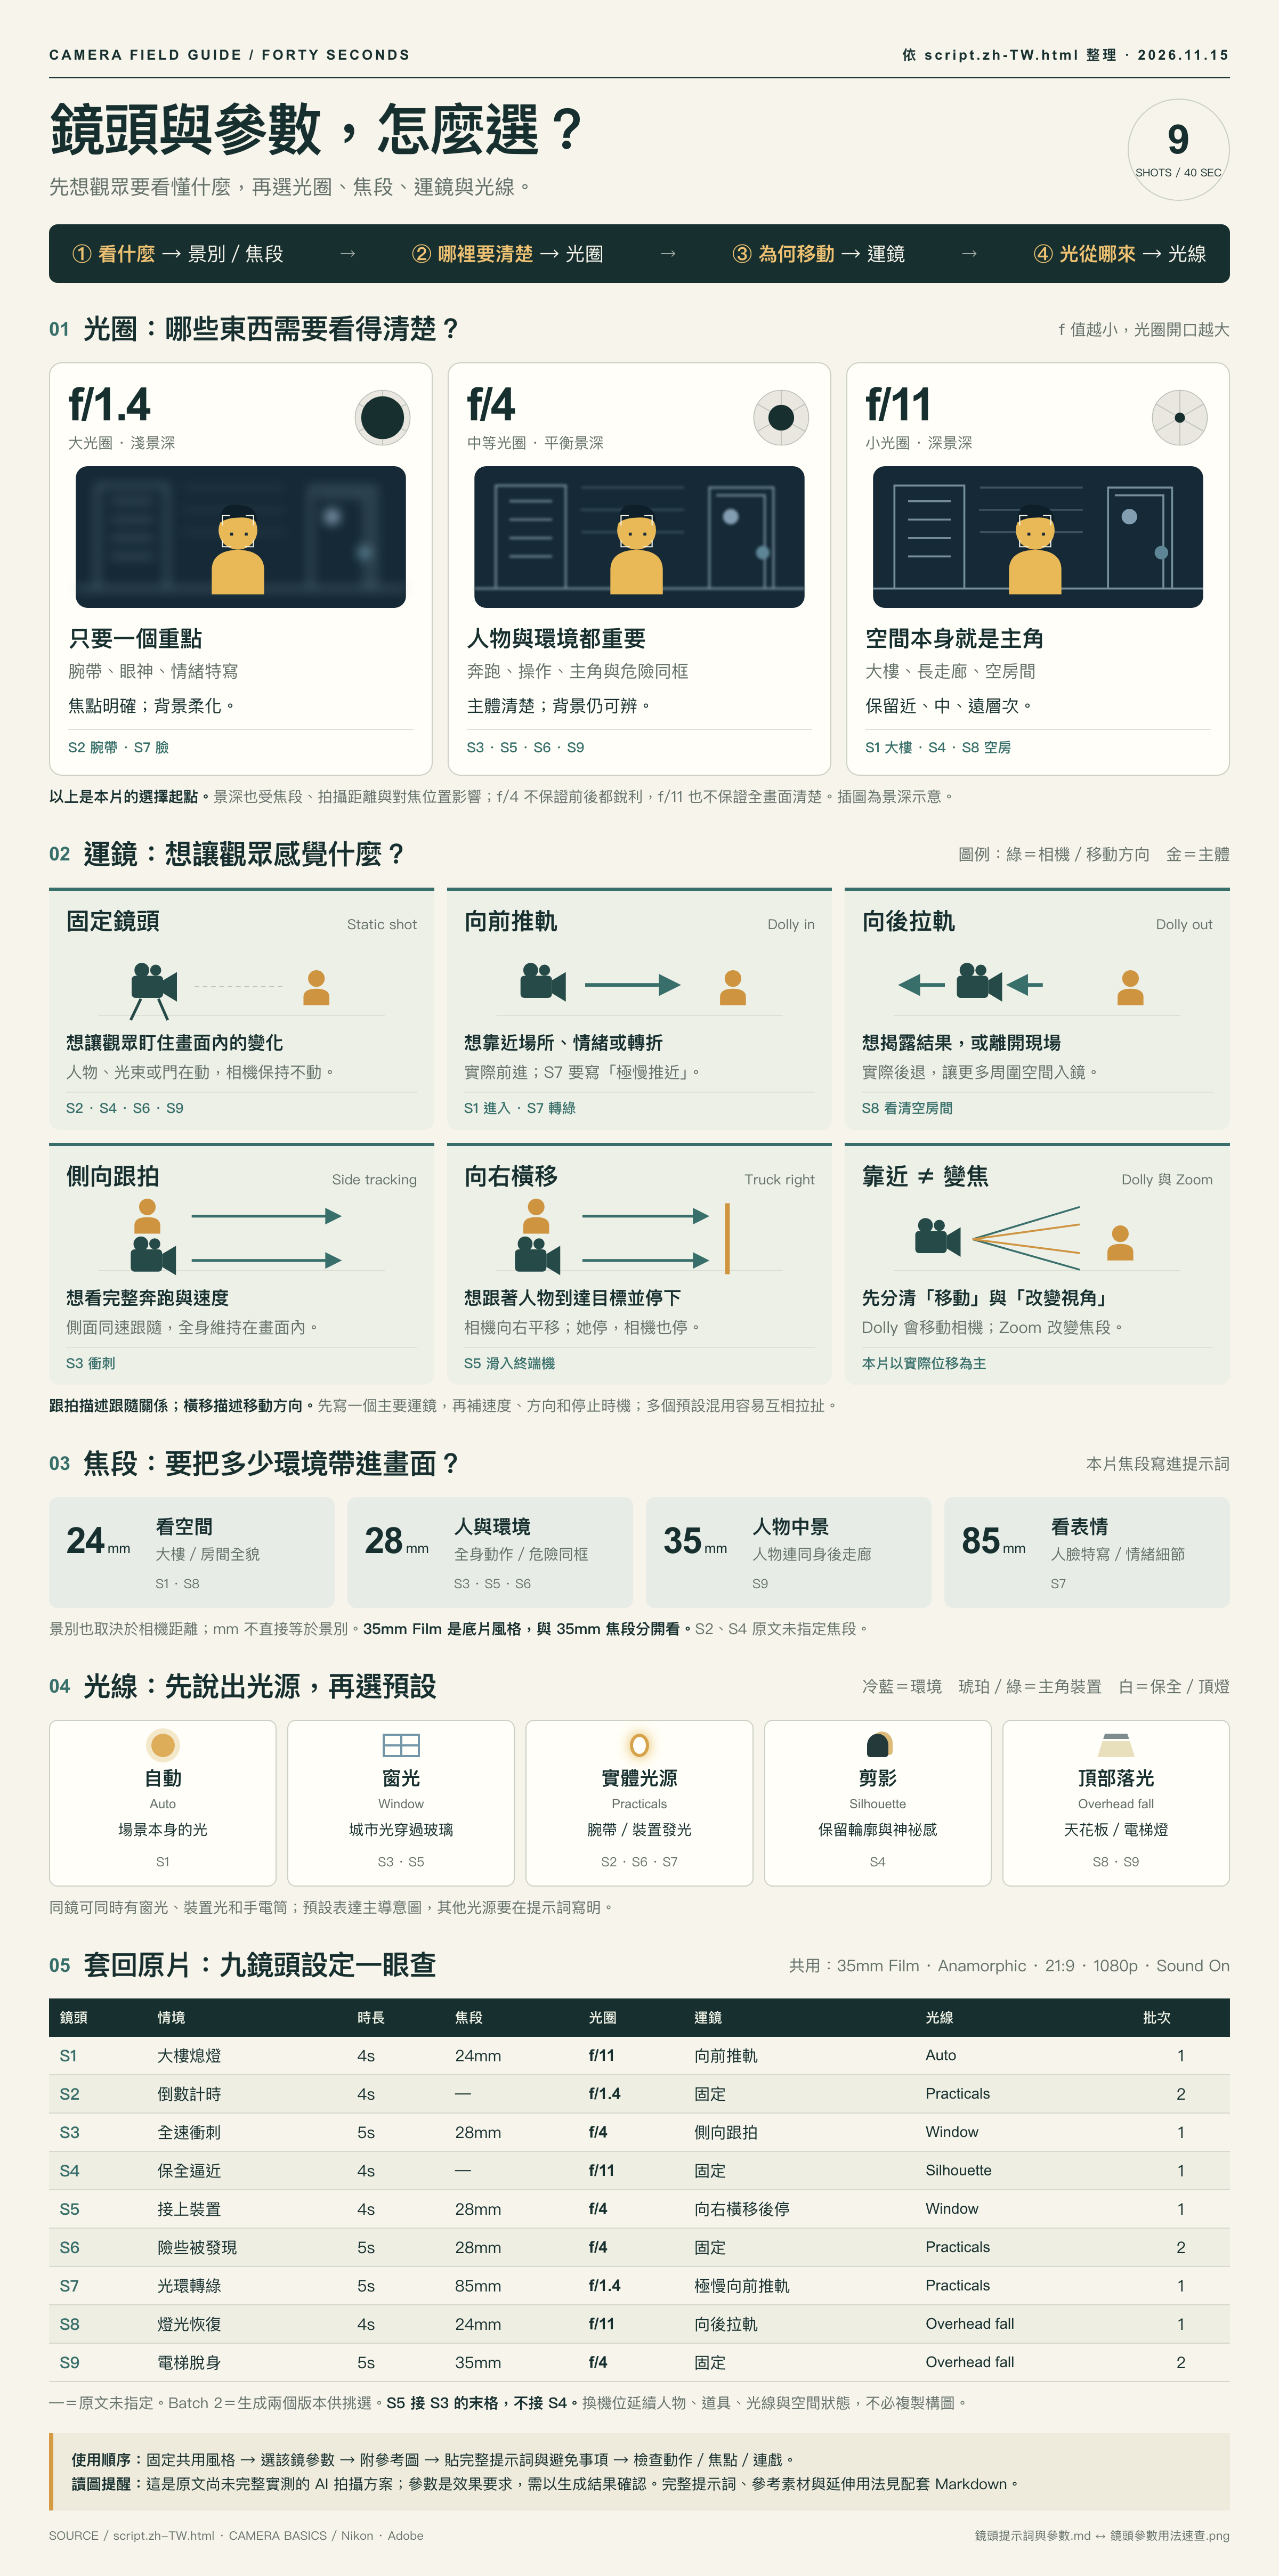 CAMERA FIELD GUIDE / FORTY SECONDS
依 script.zh-TW.html 整理 · 2026.11.15
鏡頭與參數，怎麼選？
先想觀眾要看懂什麼，再選光圈、焦段、運鏡與光線。
9
SHOTS / 40 SEC
① 看什麼 → 景別 / 焦段 → ② 哪裡要清楚 → 光圈 → ③ 為何移動 → 運鏡 → ④ 光從哪來 → 光線
01 光圈：哪些東西需要看得清楚？
f 值越小，光圈開口越大
f/1.4
大光圈 · 淺景深
只要一個重點
腕帶、眼神、情緒特寫
焦點明確；背景柔化。
S2 腕帶 · S7 臉
f/4
中等光圈 · 平衡景深
人物與環境都重要
奔跑、操作、主角與危險同框
主體清楚；背景仍可辨。
S3 · S5 · S6 · S9
f/11
小光圈 · 深景深
空間本身就是主角
大樓、長走廊、空房間
保留近、中、遠層次。
S1 大樓 · S4 · S8 空房
以上是本片的選擇起點。景深也受焦段、拍攝距離與對焦位置影響；f/4 不保證前後都銳利，f/11 也不保證全畫面清楚。插圖為景深示意。
02 運鏡：想讓觀眾感覺什麼？
圖例：綠＝相機 / 移動方向　金＝主體
固定鏡頭
Static shot
想讓觀眾盯住畫面內的變化
人物、光束或門在動，相機保持不動。
S2 · S4 · S6 · S9
向前推軌
Dolly in
想靠近場所、情緒或轉折
實際前進；S7 要寫「極慢推近」。
S1 進入 · S7 轉綠
向後拉軌
Dolly out
想揭露結果，或離開現場
實際後退，讓更多周圍空間入鏡。
S8 看清空房間
側向跟拍
Side tracking
想看完整奔跑與速度
側面同速跟隨，全身維持在畫面內。
S3 衝刺
向右橫移
Truck right
想跟著人物到達目標並停下
相機向右平移；她停，相機也停。
S5 滑入終端機
靠近 ≠ 變焦
Dolly 與 Zoom
先分清「移動」與「改變視角」
Dolly 會移動相機；Zoom 改變焦段。
本片以實際位移為主
跟拍描述跟隨關係；橫移描述移動方向。先寫一個主要運鏡，再補速度、方向和停止時機；多個預設混用容易互相拉扯。
03 焦段：要把多少環境帶進畫面？
本片焦段寫進提示詞
24 mm
看空間
大樓 / 房間全貌
S1 · S8
28 mm
人與環境
全身動作 / 危險同框
S3 · S5 · S6
35 mm
人物中景
人物連同身後走廊
S9
85 mm
看表情
人臉特寫 / 情緒細節
S7
景別也取決於相機距離；mm 不直接等於景別。35mm Film 是底片風格，與 35mm 焦段分開看。S2、S4 原文未指定焦段。
04 光線：先說出光源，再選預設
冷藍＝環境　琥珀 / 綠＝主角裝置　白＝保全 / 頂燈
自動
Auto
場景本身的光
S1
窗光
Window
城市光穿過玻璃
S3 · S5
實體光源
Practicals
腕帶 / 裝置發光
S2 · S6 · S7
剪影
Silhouette
保留輪廓與神祕感
S4
頂部落光
Overhead fall
天花板 / 電梯燈
S8 · S9
同鏡可同時有窗光、裝置光和手電筒；預設表達主導意圖，其他光源要在提示詞寫明。
05 套回原片：九鏡頭設定一眼查
共用：35mm Film · Anamorphic · 21:9 · 1080p · Sound On
鏡頭 情境 時長 焦段 光圈 運鏡 光線 批次
S1 大樓熄燈 4s 24mm f/11 向前推軌 Auto 1
S2 倒數計時 4s — f/1.4 固定 Practicals 2
S3 全速衝刺 5s 28mm f/4 側向跟拍 Window 1
S4 保全逼近 4s — f/11 固定 Silhouette 1
S5 接上裝置 4s 28mm f/4 向右橫移後停 Window 1
S6 險些被發現 5s 28mm f/4 固定 Practicals 2
S7 光環轉綠 5s 85mm f/1.4 極慢向前推軌 Practicals 1
S8 燈光恢復 4s 24mm f/11 向後拉軌 Overhead fall 1
S9 電梯脫身 5s 35mm f/4 固定 Overhead fall 2
—＝原文未指定。Batch 2＝生成兩個版本供挑選。S5 接 S3 的末格，不接 S4。換機位延續人物、道具、光線與空間狀態，不必複製構圖。
使用順序：固定共用風格 → 選該鏡參數 → 附參考圖 → 貼完整提示詞與避免事項 → 檢查動作 / 焦點 / 連戲。
讀圖提醒：這是原文尚未完整實測的 AI 拍攝方案；參數是效果要求，需以生成結果確認。完整提示詞、參考素材與延伸用法見配套 Markdown。
SOURCE / script.zh-TW.html · CAMERA BASICS / Nikon · Adobe
鏡頭提示詞與參數.md ↔ 鏡頭參數用法速查.png